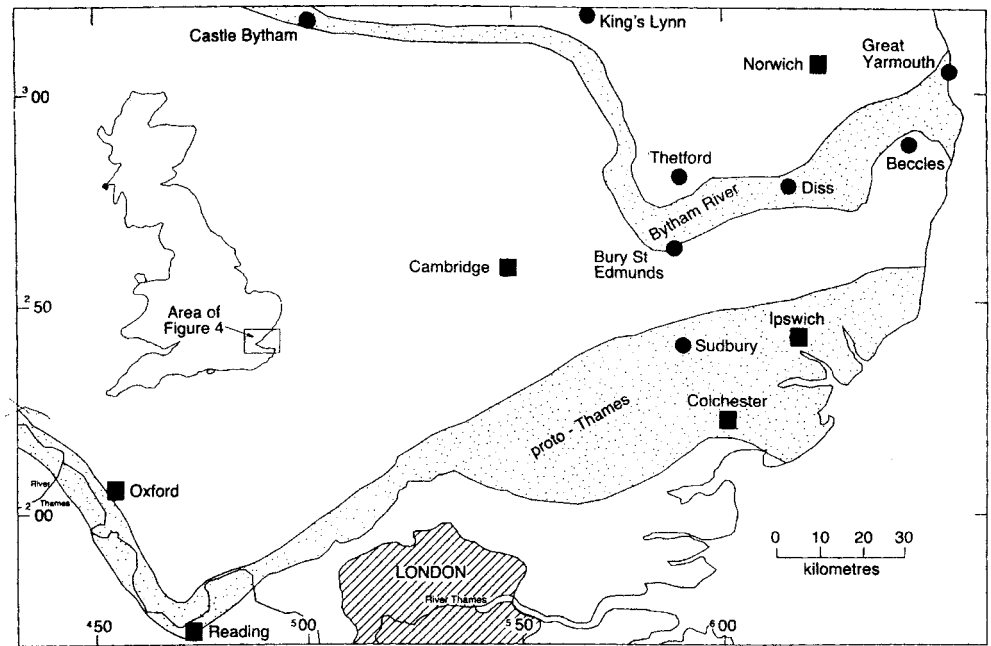 Castle Bytham
King's Lynn
Norwich
Great
Yarmouth
³00
Thetford
Beccles
Diss
Bytham River
Bury St
Edmunds
Cambridge
²50
Area of
Figure 4
Ipswich
Sudbury
Colchester
proto - Thames
River
Thames
Oxford
²00
0 10 20 30
kilometres
LONDON
River Thames
Reading
⁴50
⁵00
⁵50
⁶00